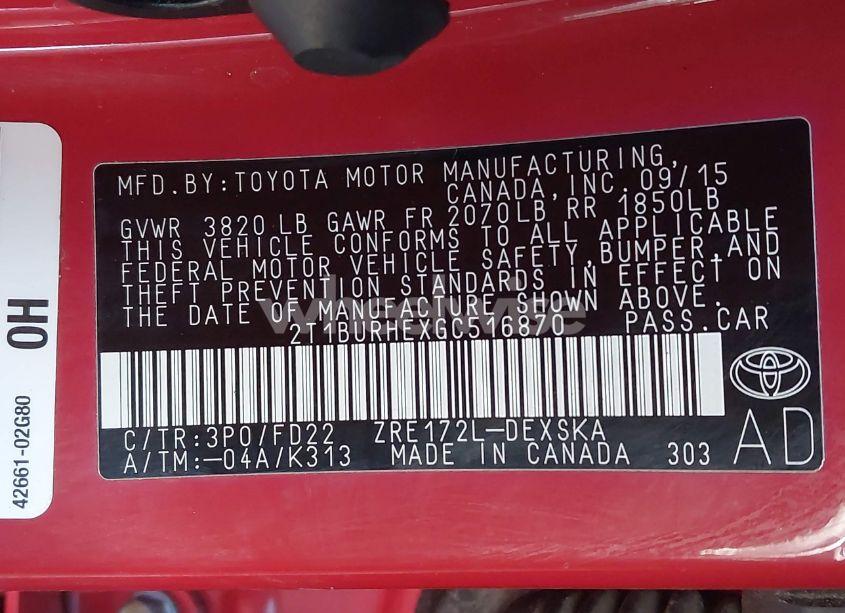 MFD.BY:TOYOTA MOTOR MANUFACTURING,
CANADA,INC. 09/15
GVWR 3820 LB GAWR FR 2070LB,RR 1850LB
THIS VEHICLE CONFORMS TO ALL APPLICABLE
FEDERAL MOTOR VEHICLE SAFETY,BUMPER,AND
THEFT PREVENTION STANDARDS IN EFFECT ON
THE DATE OF MANUFACTURE SHOWN ABOVE.
2T1BURHEXGC516870 PASS.CAR
C/TR:3P0/FD22 ZRE172L-DEXSKA
A/TM:-04A/K313 MADE IN CANADA 303
AD
OH
42661-02G80